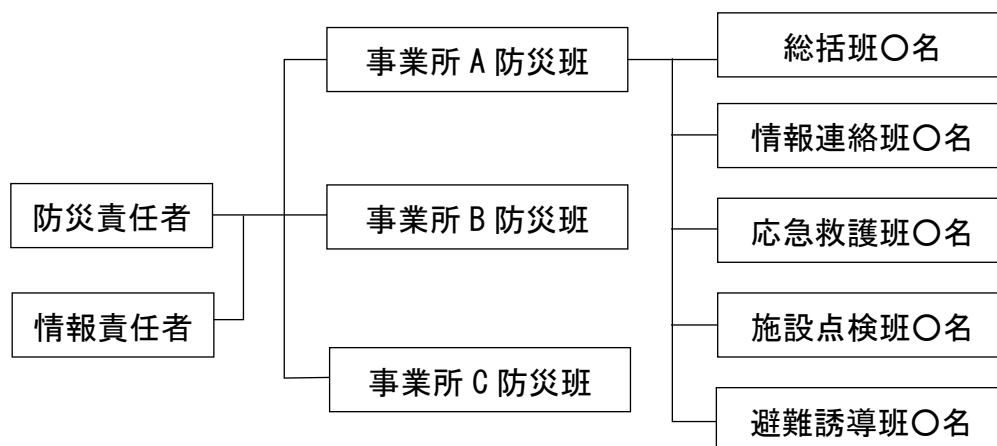 防災責任者
情報責任者
事業所A防災班
事業所B防災班
事業所C防災班
総括班〇名
情報連絡班〇名
応急救護班〇名
施設点検班〇名
避難誘導班〇名